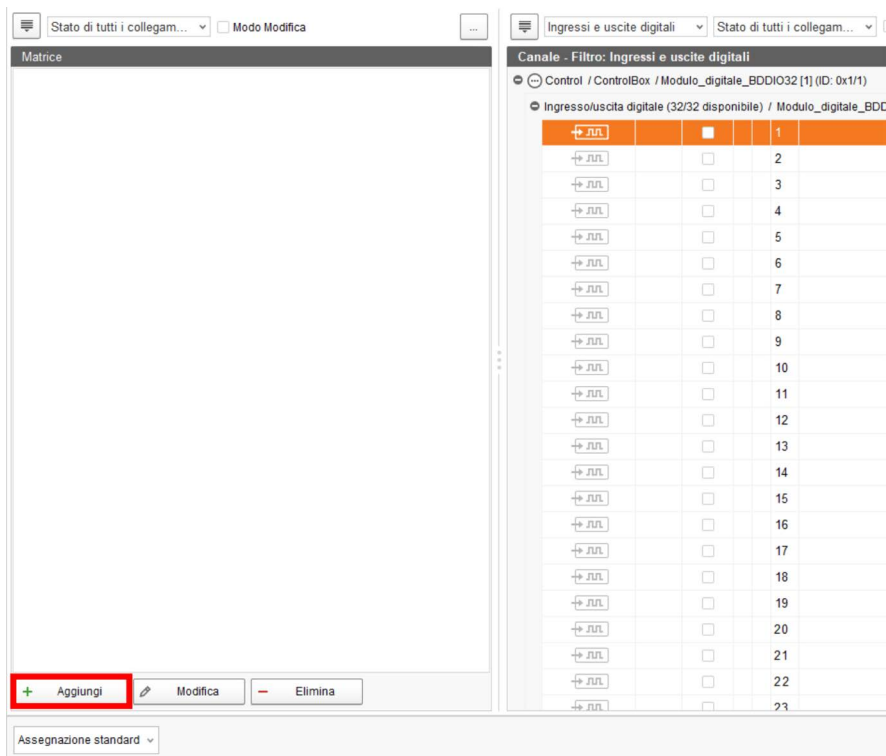 Stato di tutti i collegam...
Modo Modifica
...
Matrice
Aggiungi
Modifica
Elimina
Assegnazione standard
Ingressi e uscite digitali
Stato di tutti i collegam...
Canale - Filtro: Ingressi e uscite digitali
Control / ControlBox / Modulo_digitale_BDDIO32 [1] (ID: 0x1/1)
Ingresso/uscita digitale (32/32 disponibile) / Modulo_digitale_BDD
1
2
3
4
5
6
7
8
9
10
11
12
13
14
15
16
17
18
19
20
21
22
23